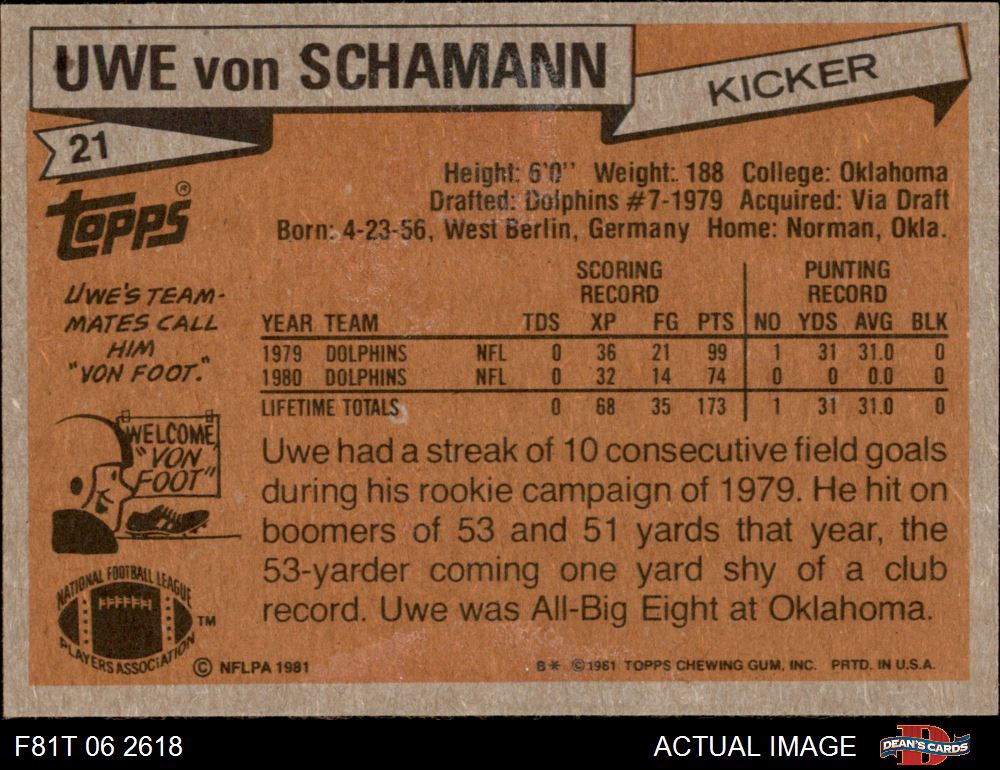 UWE von SCHAMANN
KICKER
21
TOPPS®
Height: 6'0" Weight: 188 College: Oklahoma
Drafted: Dolphins #7-1979 Acquired: Via Draft
Born: 4-23-56, West Berlin, Germany Home: Norman, Okla.
UWE'S TEAM-
MATES CALL
HIM
"VON FOOT."
WELCOME
"VON
FOOT"
SCORING PUNTING
RECORD RECORD
YEAR TEAM TDS XP FG PTS NO YDS AVG BLK
1979 DOLPHINS NFL 0 36 21 99 1 31 31.0 0
1980 DOLPHINS NFL 0 32 14 74 0 0 0.0 0
LIFETIME TOTALS 0 68 35 173 1 31 31.0 0
Uwe had a streak of 10 consecutive field goals
during his rookie campaign of 1979. He hit on
boomers of 53 and 51 yards that year, the
53-yarder coming one yard shy of a club
record. Uwe was All-Big Eight at Oklahoma.
NATIONAL FOOTBALL LEAGUE
PLAYERS ASSOCIATION
TM
© NFLPA 1981
B* © 1981 TOPPS CHEWING GUM, INC. PRTD. IN U.S.A.
F81T 06 2618
ACTUAL IMAGE
DEAN'S CARDS